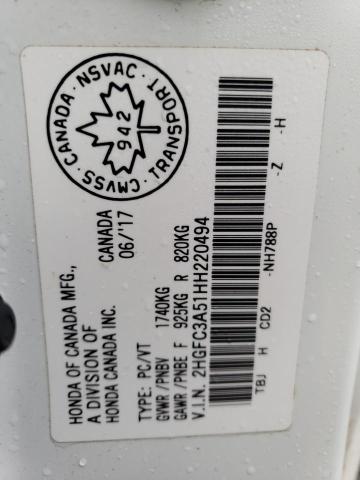 HONDA OF CANADA MFG., CANADA
A DIVISION OF 06/'17
HONDA CANADA INC.
TYPE: PC/VT
GVWR /PNBV 1740KG
GAWR /PNBE F 925KG R 820KG
V.I.N. 2HGFC3A51HH220494
TBJ H CD2 -NH788P -Z -H
CMVSS·CANADA·NSVAC·TRANSPORT
942